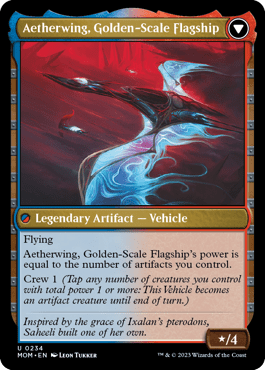 Aetherwing, Golden-Scale Flagship
Legendary Artifact — Vehicle
Flying
Aetherwing, Golden-Scale Flagship's power is
equal to the number of artifacts you control.
Crew 1 (Tap any number of creatures you
control with total power 1 or more: This Vehicle
becomes an artifact creature until end of turn.)
Inspired by the grace of Ixalan's pterodons,
Saheeli built one of her own.
*/4
U 0234
MOM • EN Leon Tukker
™ & © 2023 Wizards of the Coast